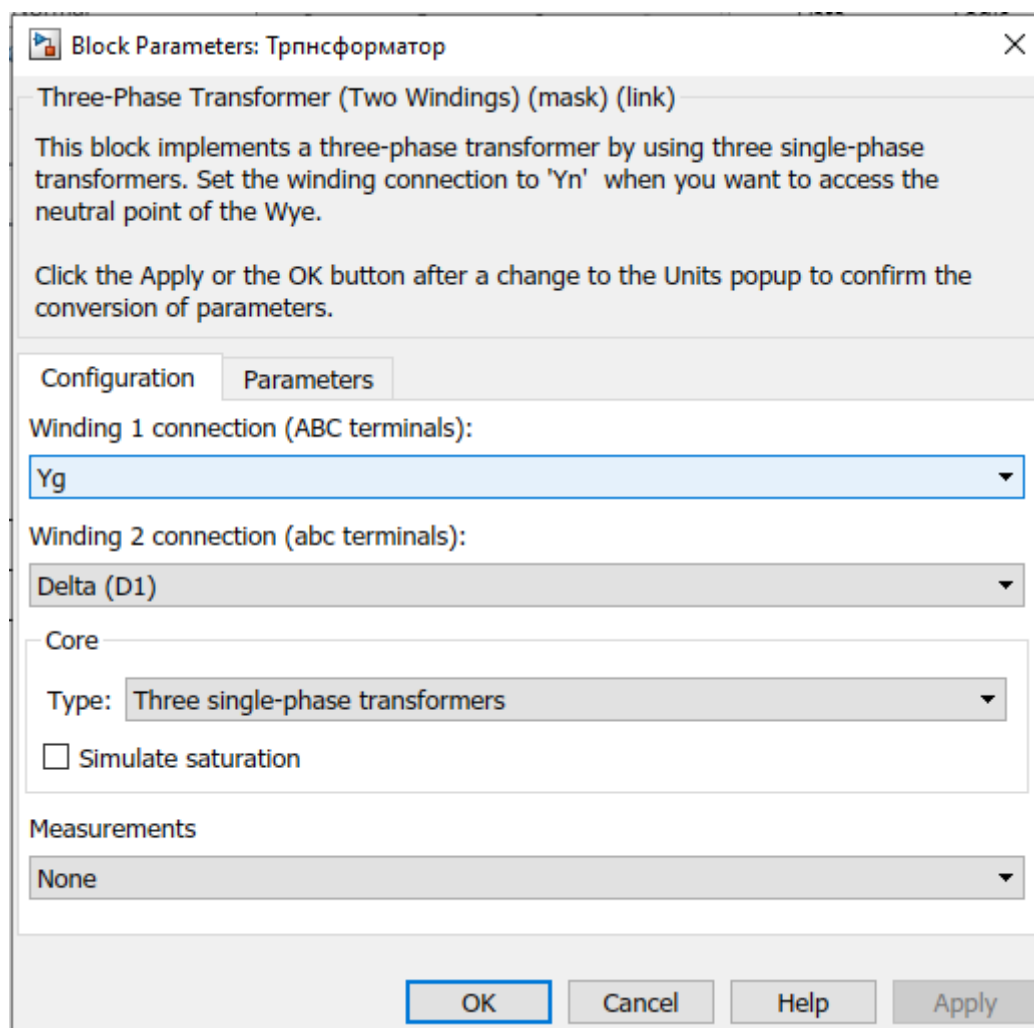 Block Parameters: Трпнсформатор
Three-Phase Transformer (Two Windings) (mask) (link)
This block implements a three-phase transformer by using three single-phase
transformers. Set the winding connection to 'Yn'  when you want to access the
neutral point of the Wye.
Click the Apply or the OK button after a change to the Units popup to confirm the
conversion of parameters.
Configuration Parameters
Winding 1 connection (ABC terminals):
Yg
Winding 2 connection (abc terminals):
Delta (D1)
Core
Type: Three single-phase transformers
Simulate saturation
Measurements
None
OK Cancel Help Apply